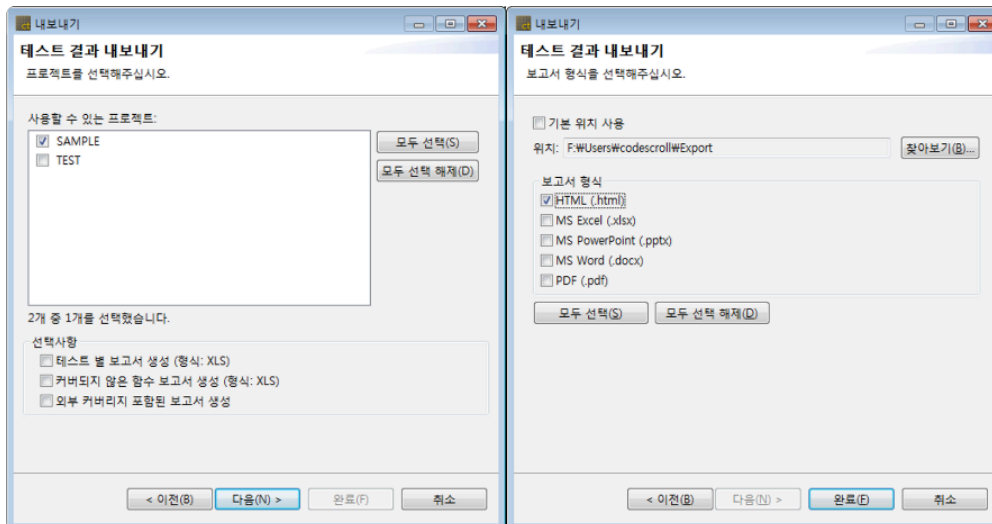 내보내기
테스트 결과 내보내기
프로젝트를 선택해주십시오.
사용할 수 있는 프로젝트:
SAMPLE
TEST
모두 선택(S)
모두 선택 해제(D)
2개 중 1개를 선택했습니다.
선택사항
테스트 별 보고서 생성 (형식: XLS)
커버되지 않은 함수 보고서 생성 (형식: XLS)
외부 커버리지 포함된 보고서 생성
< 이전(B) 다음(N) > 완료(F) 취소
내보내기
테스트 결과 내보내기
보고서 형식을 선택해주십시오.
기본 위치 사용
위치: F:₩Users₩codescroll₩Export 찾아보기(B)...
보고서 형식
HTML (.html)
MS Excel (.xlsx)
MS PowerPoint (.pptx)
MS Word (.docx)
PDF (.pdf)
모두 선택(S) 모두 선택 해제(D)
< 이전(B) 다음(N) > 완료(F) 취소